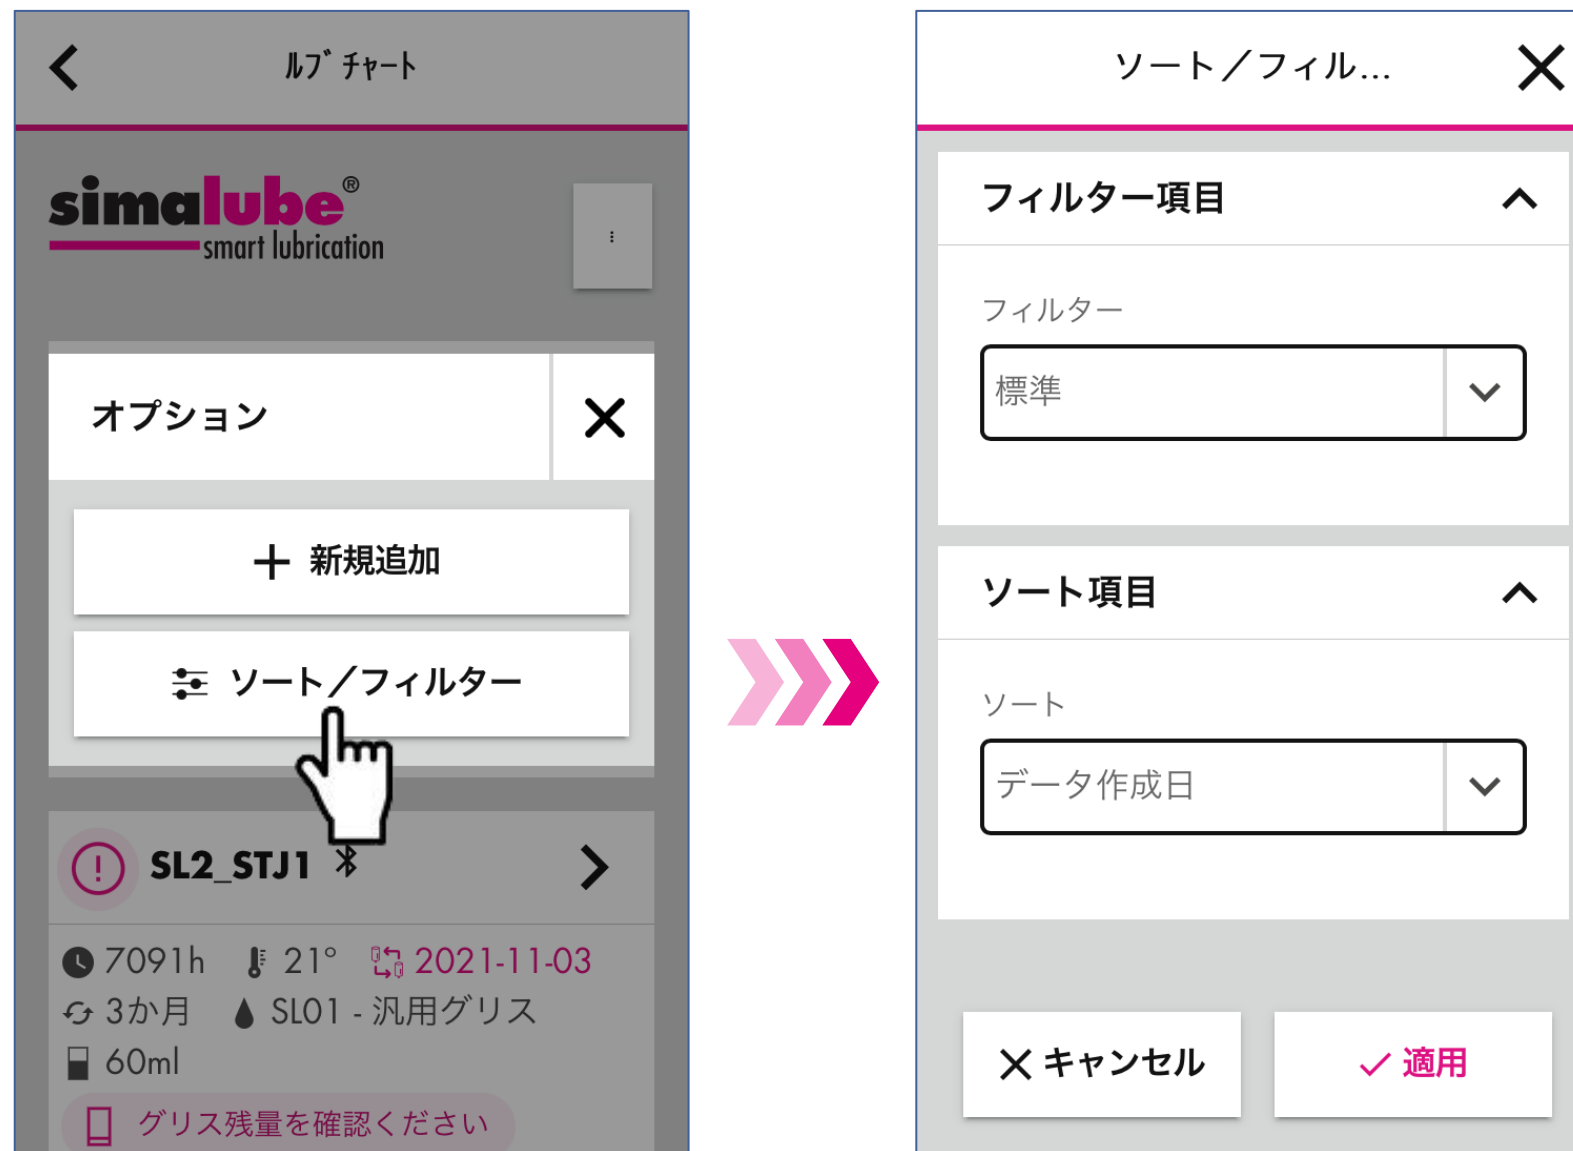 ﾙﾌﾞﾁｬｰﾄ
simalube®
smart lubrication
オプション
新規追加
ソート／フィルター
SL2_STJ1
7091h 21° 2021-11-03
3か月 SL01 - 汎用グリス
60ml
グリス残量を確認ください
ソート／フィル...
フィルター項目
フィルター
標準
ソート項目
ソート
データ作成日
キャンセル
適用